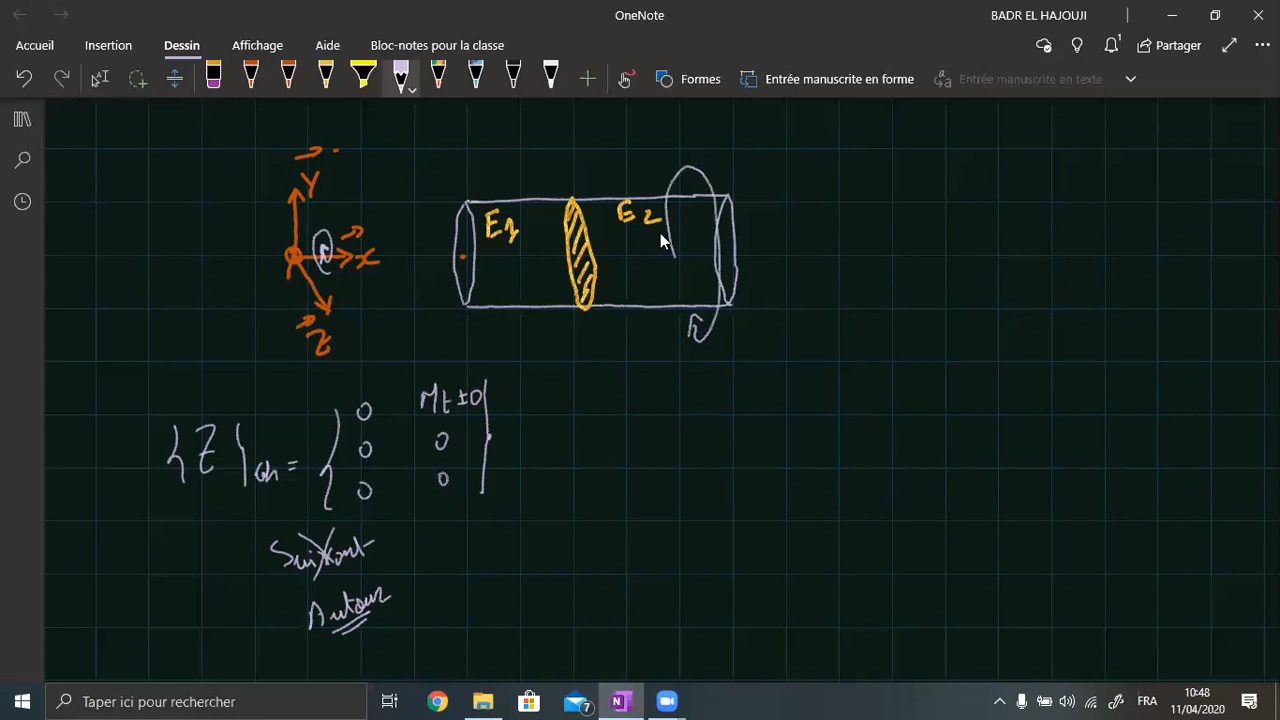 OneNote
BADR EL HAJOUJI
Accueil Insertion Dessin Affichage Aide Bloc-notes pour la classe
Partager
Formes Entrée manuscrite en forme Entrée manuscrite en texte
Y
x
Z
E1
E2
Mt ≠ 0
0
0 0
0 0
=
Suivant
Autour
Taper ici pour rechercher
7
FRA
10:48
11/04/2020